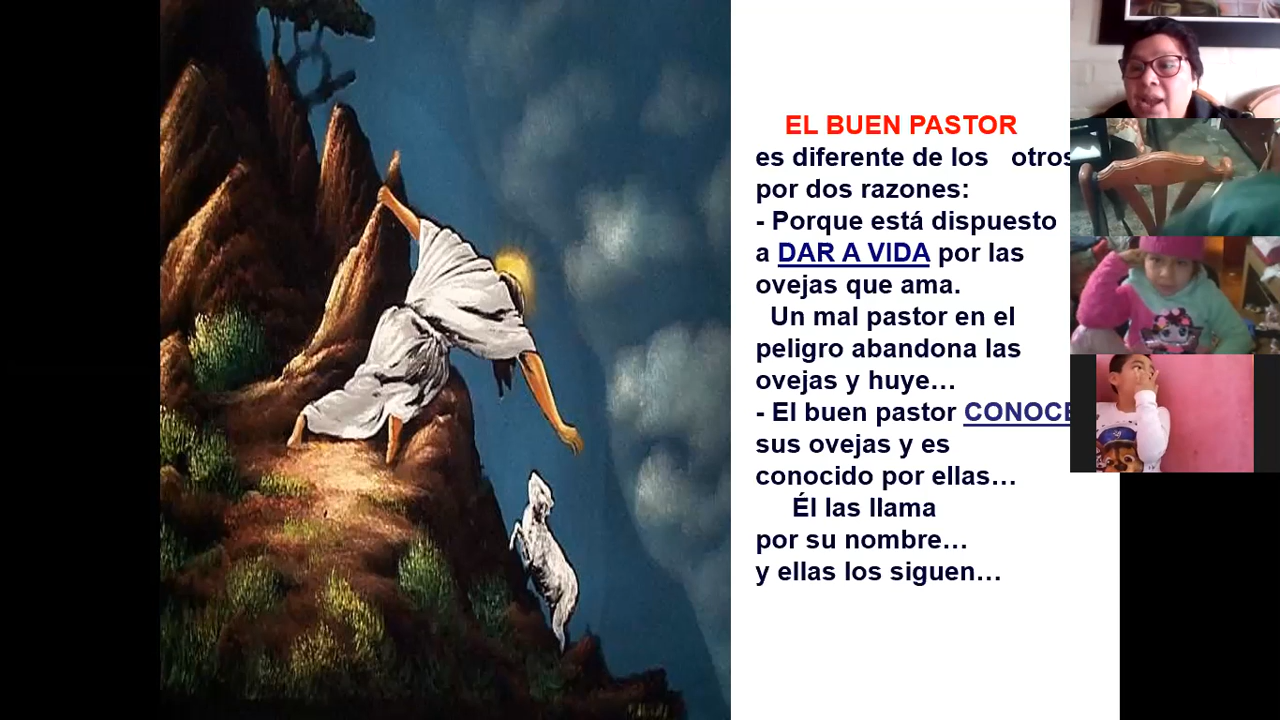 EL BUEN PASTOR
es diferente de los otros
por dos razones:
- Porque está dispuesto
a DAR A VIDA por las
ovejas que ama.
Un mal pastor en el
peligro abandona las
ovejas y huye…
- El buen pastor CONOCE
sus ovejas y es
conocido por ellas…
Él las llama
por su nombre…
y ellas los siguen…